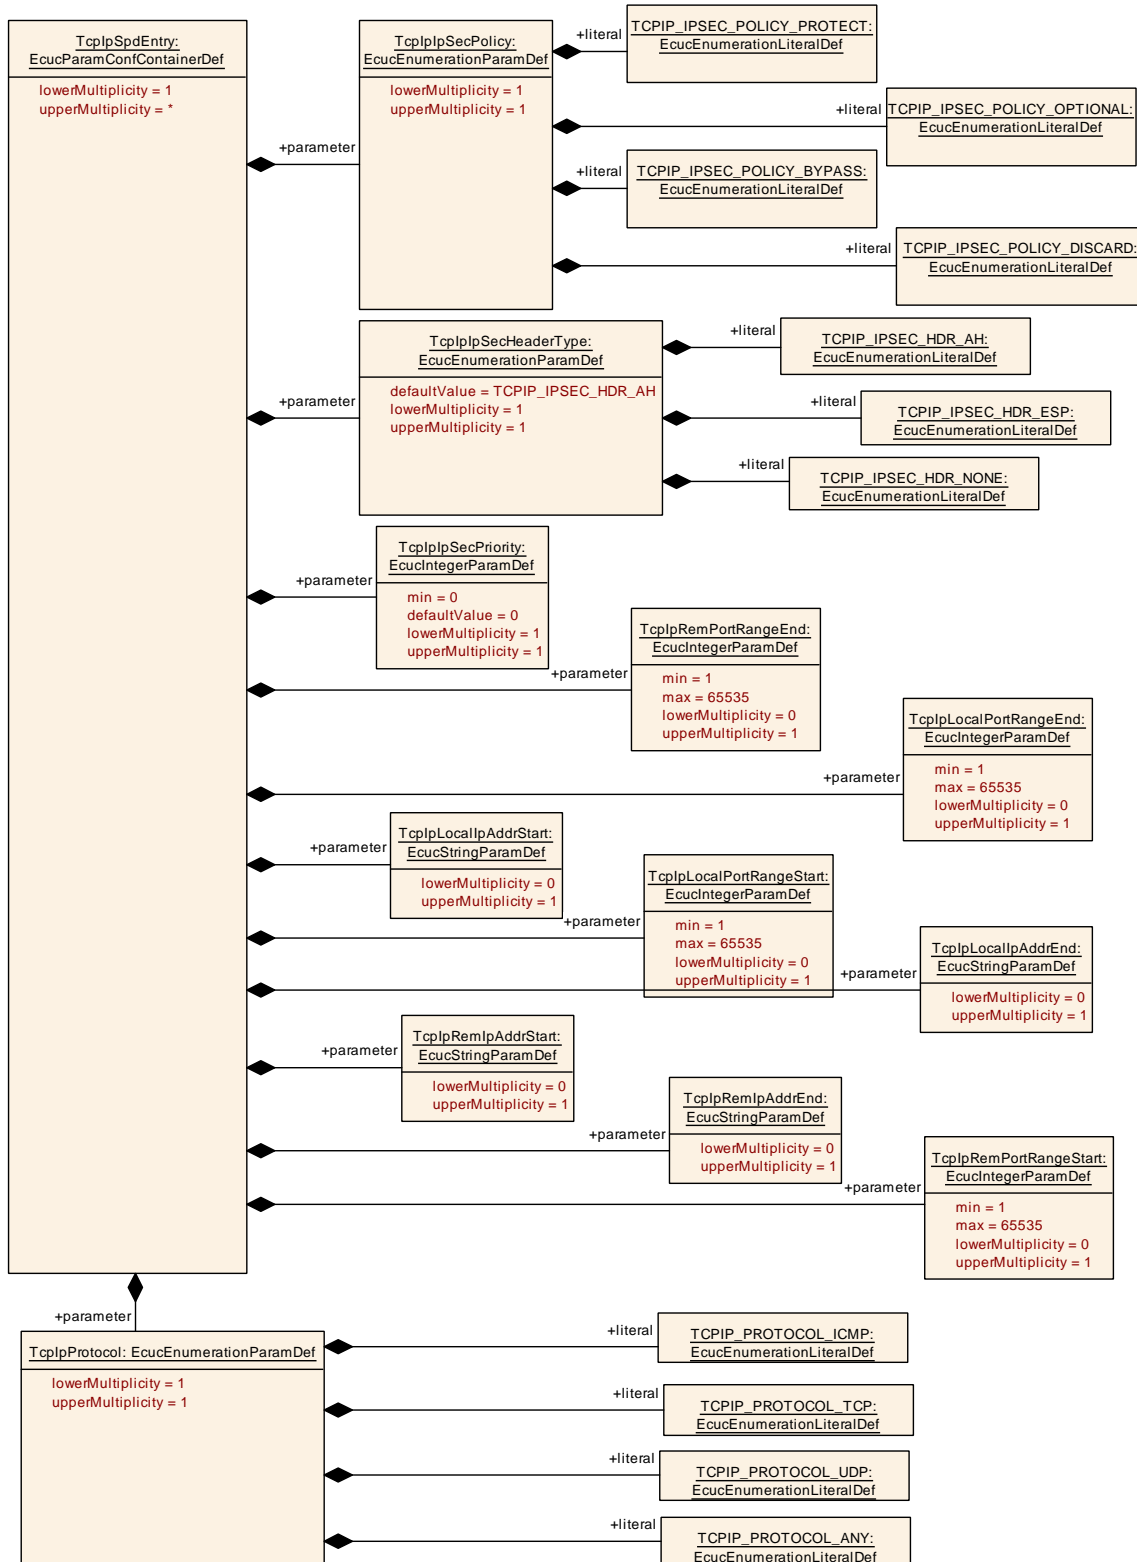 TcpIpSpdEntry:
EcucParamConfContainerDef
lowerMultiplicity = 1
upperMultiplicity = *
+parameter
TcpIpIpSecPolicy:
EcucEnumerationParamDef
lowerMultiplicity = 1
upperMultiplicity = 1
+literal
TCPIP_IPSEC_POLICY_PROTECT:
EcucEnumerationLiteralDef
+literal
TCPIP_IPSEC_POLICY_OPTIONAL:
EcucEnumerationLiteralDef
+literal
TCPIP_IPSEC_POLICY_BYPASS:
EcucEnumerationLiteralDef
+literal
TCPIP_IPSEC_POLICY_DISCARD:
EcucEnumerationLiteralDef
+parameter
TcpIpIpSecHeaderType:
EcucEnumerationParamDef
defaultValue = TCPIP_IPSEC_HDR_AH
lowerMultiplicity = 1
upperMultiplicity = 1
+literal
TCPIP_IPSEC_HDR_AH:
EcucEnumerationLiteralDef
+literal
TCPIP_IPSEC_HDR_ESP:
EcucEnumerationLiteralDef
+literal
TCPIP_IPSEC_HDR_NONE:
EcucEnumerationLiteralDef
+parameter
TcpIpIpSecPriority:
EcucIntegerParamDef
min = 0
defaultValue = 0
lowerMultiplicity = 1
upperMultiplicity = 1
+parameter
TcpIpRemPortRangeEnd:
EcucIntegerParamDef
min = 1
max = 65535
lowerMultiplicity = 0
upperMultiplicity = 1
+parameter
TcpIpLocalPortRangeEnd:
EcucIntegerParamDef
min = 1
max = 65535
lowerMultiplicity = 0
upperMultiplicity = 1
+parameter
TcpIpLocalIpAddrStart:
EcucStringParamDef
lowerMultiplicity = 0
upperMultiplicity = 1
+parameter
TcpIpLocalPortRangeStart:
EcucIntegerParamDef
min = 1
max = 65535
lowerMultiplicity = 0
upperMultiplicity = 1
+parameter
TcpIpLocalIpAddrEnd:
EcucStringParamDef
lowerMultiplicity = 0
upperMultiplicity = 1
+parameter
TcpIpRemIpAddrStart:
EcucStringParamDef
lowerMultiplicity = 0
upperMultiplicity = 1
+parameter
TcpIpRemIpAddrEnd:
EcucStringParamDef
lowerMultiplicity = 0
upperMultiplicity = 1
+parameter
TcpIpRemPortRangeStart:
EcucIntegerParamDef
min = 1
max = 65535
lowerMultiplicity = 0
upperMultiplicity = 1
+parameter
TcpIpProtocol: EcucEnumerationParamDef
lowerMultiplicity = 1
upperMultiplicity = 1
+literal
TCPIP_PROTOCOL_ICMP:
EcucEnumerationLiteralDef
+literal
TCPIP_PROTOCOL_TCP:
EcucEnumerationLiteralDef
+literal
TCPIP_PROTOCOL_UDP:
EcucEnumerationLiteralDef
+literal
TCPIP_PROTOCOL_ANY:
EcucEnumerationLiteralDef